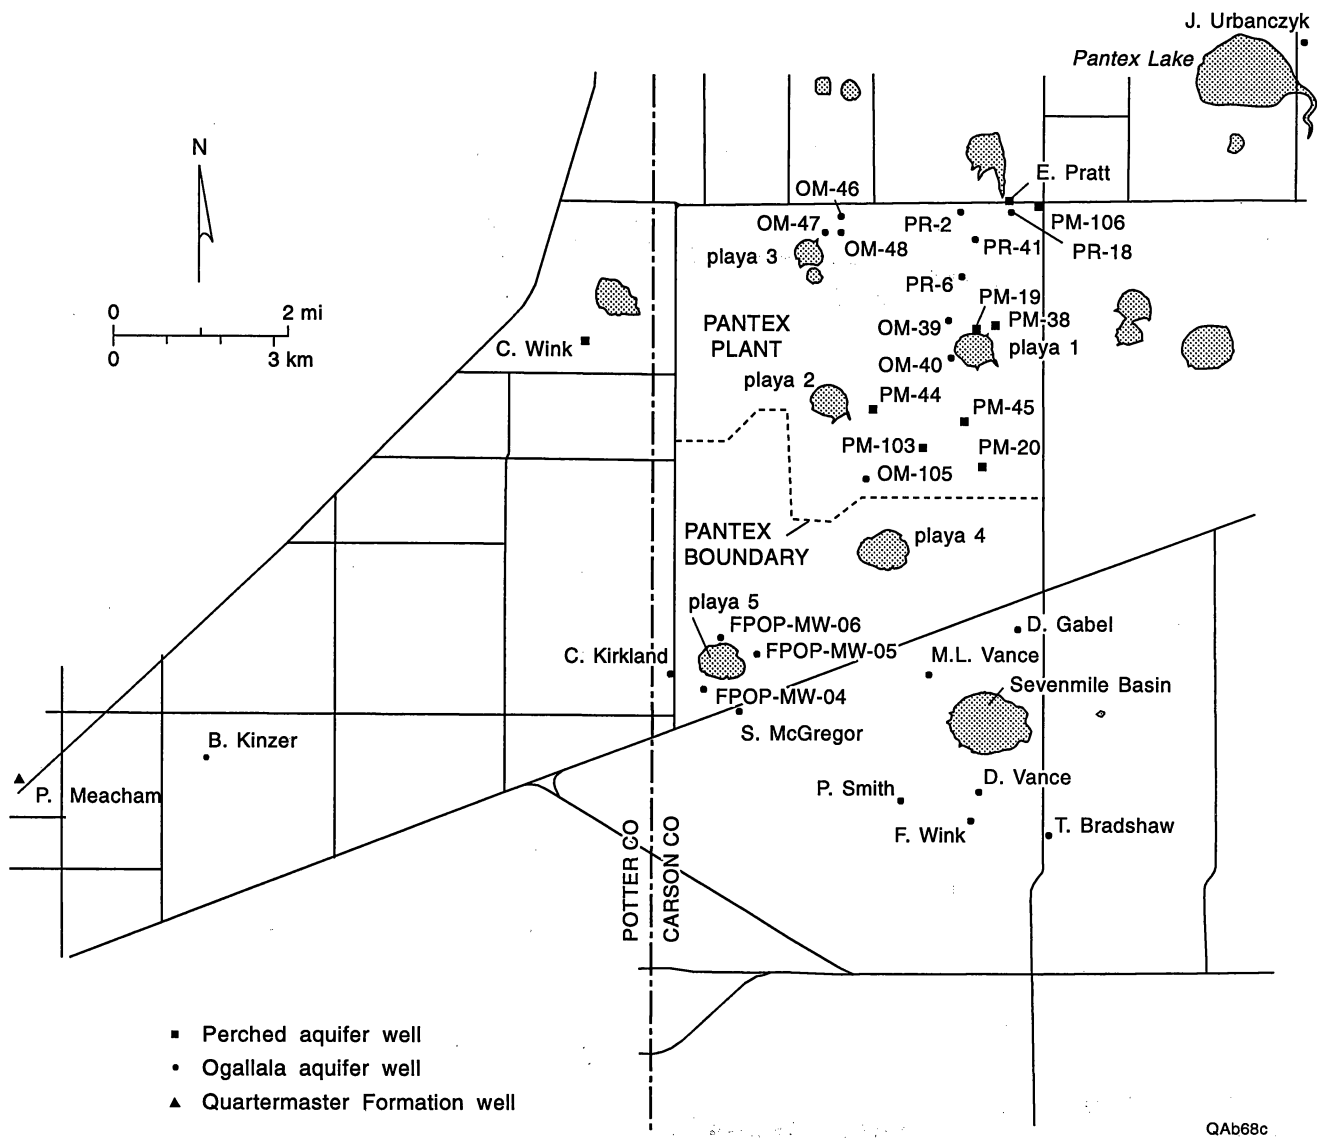 J. Urbanczyk
Pantex Lake
N
E. Pratt
OM-46
OM-47
PR-2
PM-106
OM-48
PR-41
PR-18
playa 3
PR-6
PM-19
0 2 mi
PANTEX
PLANT
OM-39
PM-38
C. Wink
playa 1
0 3 km
OM-40
playa 2
PM-44
PM-45
PM-103
PM-20
OM-105
PANTEX
BOUNDARY
playa 4
playa 5
FPOP-MW-06
D. Gabel
C. Kirkland
FPOP-MW-05
M.L. Vance
Sevenmile Basin
FPOP-MW-04
B. Kinzer
S. McGregor
P. Meacham
P. Smith
D. Vance
F. Wink
T. Bradshaw
POTTER CO
CARSON CO
Perched aquifer well
Ogallala aquifer well
Quartermaster Formation well
QAb68c